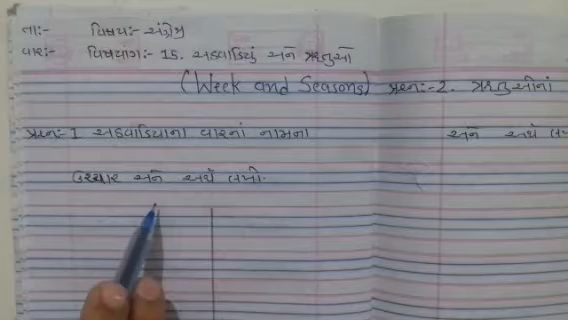 તા:-
વિષય:- અંગ્રેજી
વાર:-
વિષયાંગ:- 15. અઠવાડિયું અને ઋતુઓ
(Week and Seasons)
પ્રશ્ન:-1 અઠવાડિયાના વારનાં નામના
ઉચ્ચાર અને અર્થ લખો.
પ્રશ્ન:-2. ઋતુઓનાં
અને અર્થ